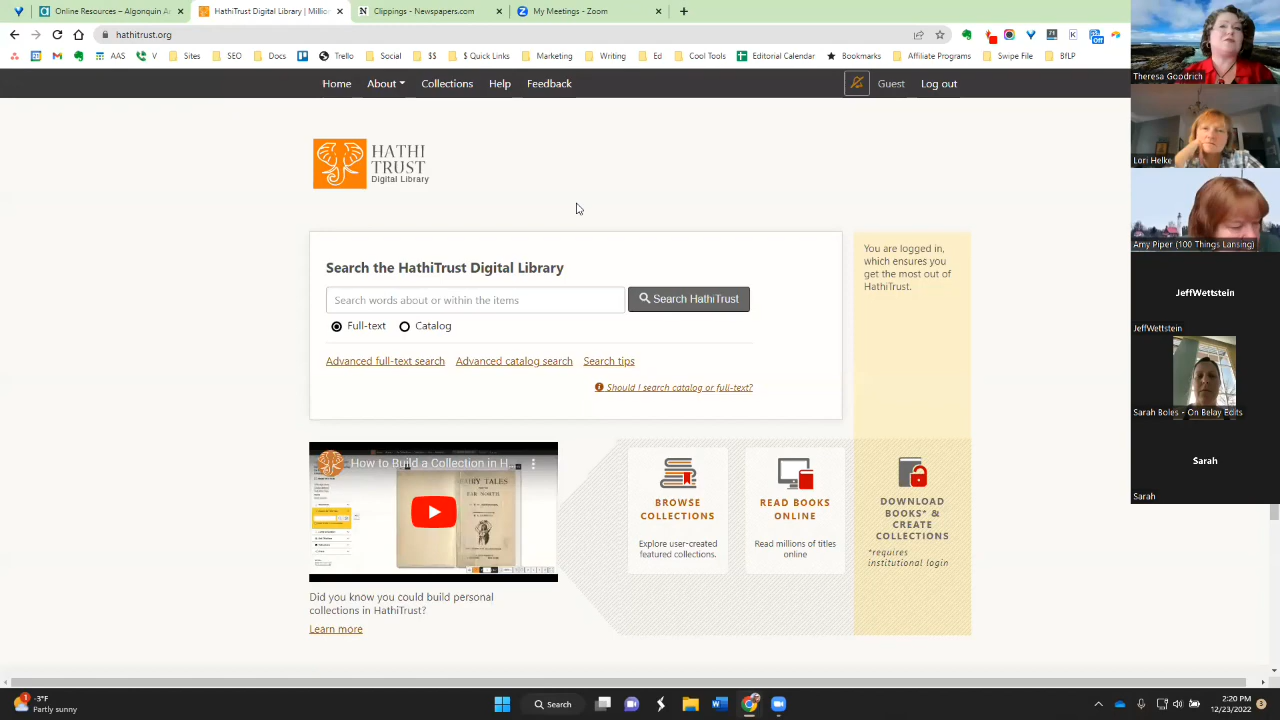 Online Resources – Algonquin Ar
HathiTrust Digital Library | Million
Clippings - Newspapers.com
My Meetings - Zoom
hathitrust.org
AAS
VL
Sites
SEO
Docs
Trello
Social
$5
$ Quick Links
Marketing
Writing
Ed
Cool Tools
Editorial Calendar
Bookmarks
Affiliate Programs
Swipe File
BfLP
Home
About
Collections
Help
Feedback
Guest
Log out
HATHI
TRUST
Digital Library
Search the HathiTrust Digital Library
Search words about or within the items
Search HathiTrust
Full-text
Catalog
Advanced full-text search
Advanced catalog search
Search tips
Should I search catalog or full-text?
You are logged in,
which ensures you
get the most out of
HathiTrust.
How to Build a Collection in H...
FAIRY TALES
Did you know you could build personal
collections in HathiTrust?
Learn more
BROWSE
COLLECTIONS
Explore user-created
featured collections.
READ BOOKS
ONLINE
Read millions of titles
online
DOWNLOAD
BOOKS* &
CREATE
COLLECTIONS
*requires
institutional login
Theresa Goodrich
Lori Helke
Amy Piper (100 Things Lansing)
JeffWettstein
JeffWettstein
Sarah Boles - On Belay Edits
Sarah
Sarah
-3°F
Partly sunny
Search
2:20 PM
12/23/2022